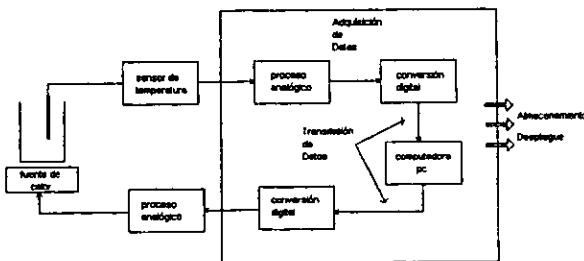 Adquisición
de
Datos
sensor de
temperatura
proceso
analógico
conversión
digital
Almacenamiento
Despliegue
Transmisión
de
Datos
computadora
pc
fuente de
calor
proceso
analógico
conversión
digital